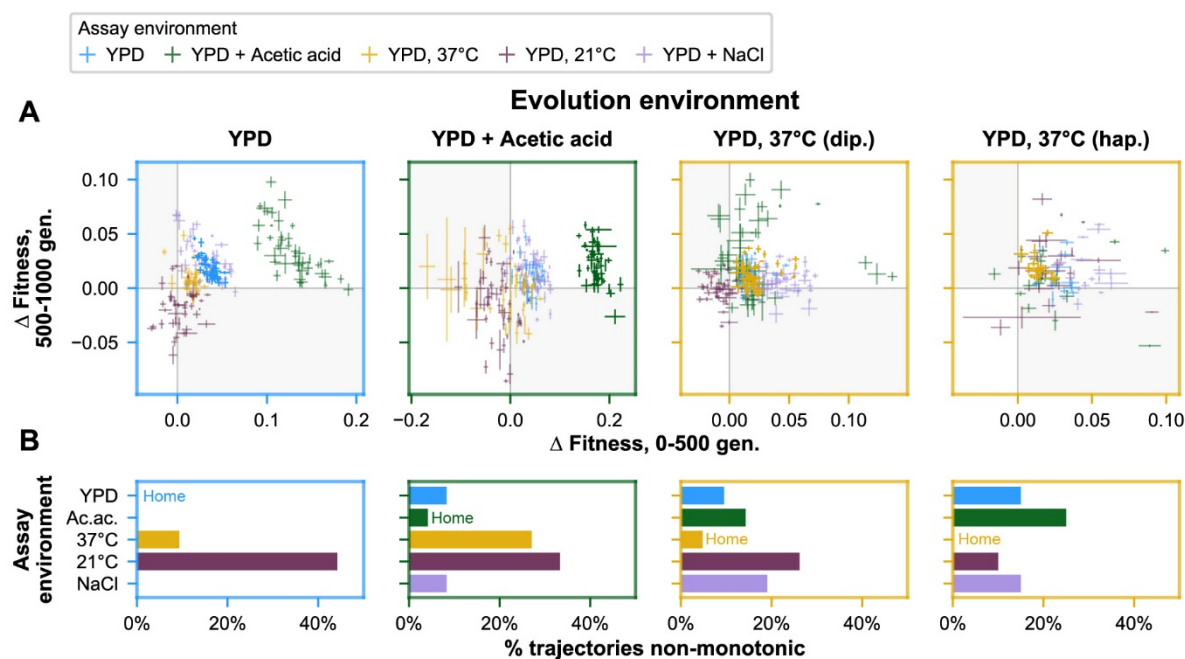 Assay environment
YPD YPD + Acetic acid YPD, 37°C YPD, 21°C YPD + NaCl
Evolution environment
A
YPD YPD + Acetic acid YPD, 37°C (dip.) YPD, 37°C (hap.)
Δ Fitness,
500-1000 gen.
0.10
0.05
0.00
−0.05
0.0 0.1 0.2 −0.2 0.0 0.2 0.00 0.05 0.10 0.00 0.05 0.10
Δ Fitness, 0-500 gen.
B
Assay
environment
YPD Home
Ac.ac. Home
37°C Home Home
21°C
NaCl
0% 20% 40% 0% 20% 40% 0% 20% 40% 0% 20% 40%
% trajectories non-monotonic